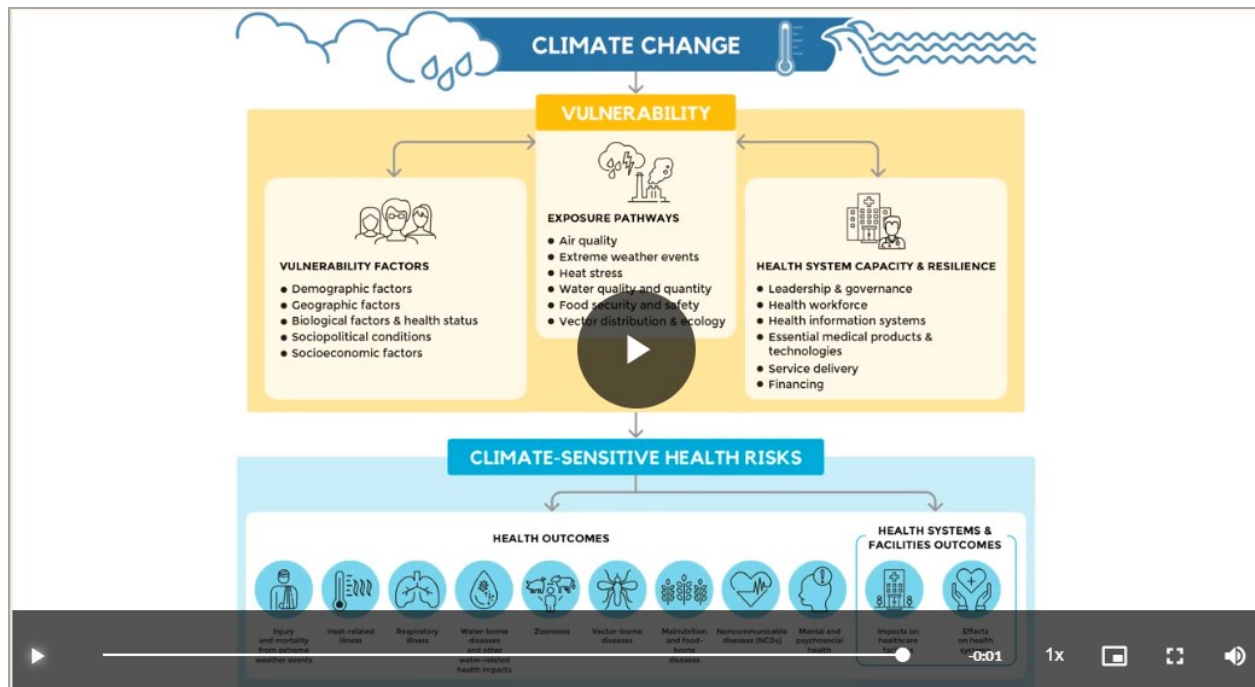 CLIMATE CHANGE
VULNERABILITY
VULNERABILITY FACTORS
• Demographic factors
• Geographic factors
• Biological factors & health status
• Sociopolitical conditions
• Socioeconomic factors
EXPOSURE PATHWAYS
• Air quality
• Extreme weather events
• Heat stress
• Water quality and quantity
• Food security and safety
• Vector distribution & ecology
HEALTH SYSTEM CAPACITY & RESILIENCE
• Leadership & governance
• Health workforce
• Health information systems
• Essential medical products &
technologies
• Service delivery
• Financing
CLIMATE-SENSITIVE HEALTH RISKS
HEALTH OUTCOMES
Injury
and mortality
from extreme
weather events
Heat-related
illness
Respiratory
illness
Water-borne
diseases
and other
water-related
health impacts
Zoonoses
Vector-borne
diseases
Malnutrition
and food-
borne
diseases
Noncommunicable
diseases (NCDs)
Mental and
psychosocial
health
HEALTH SYSTEMS &
FACILITIES OUTCOMES
Impacts on
healthcare
Effects
on health
-0:01
1x